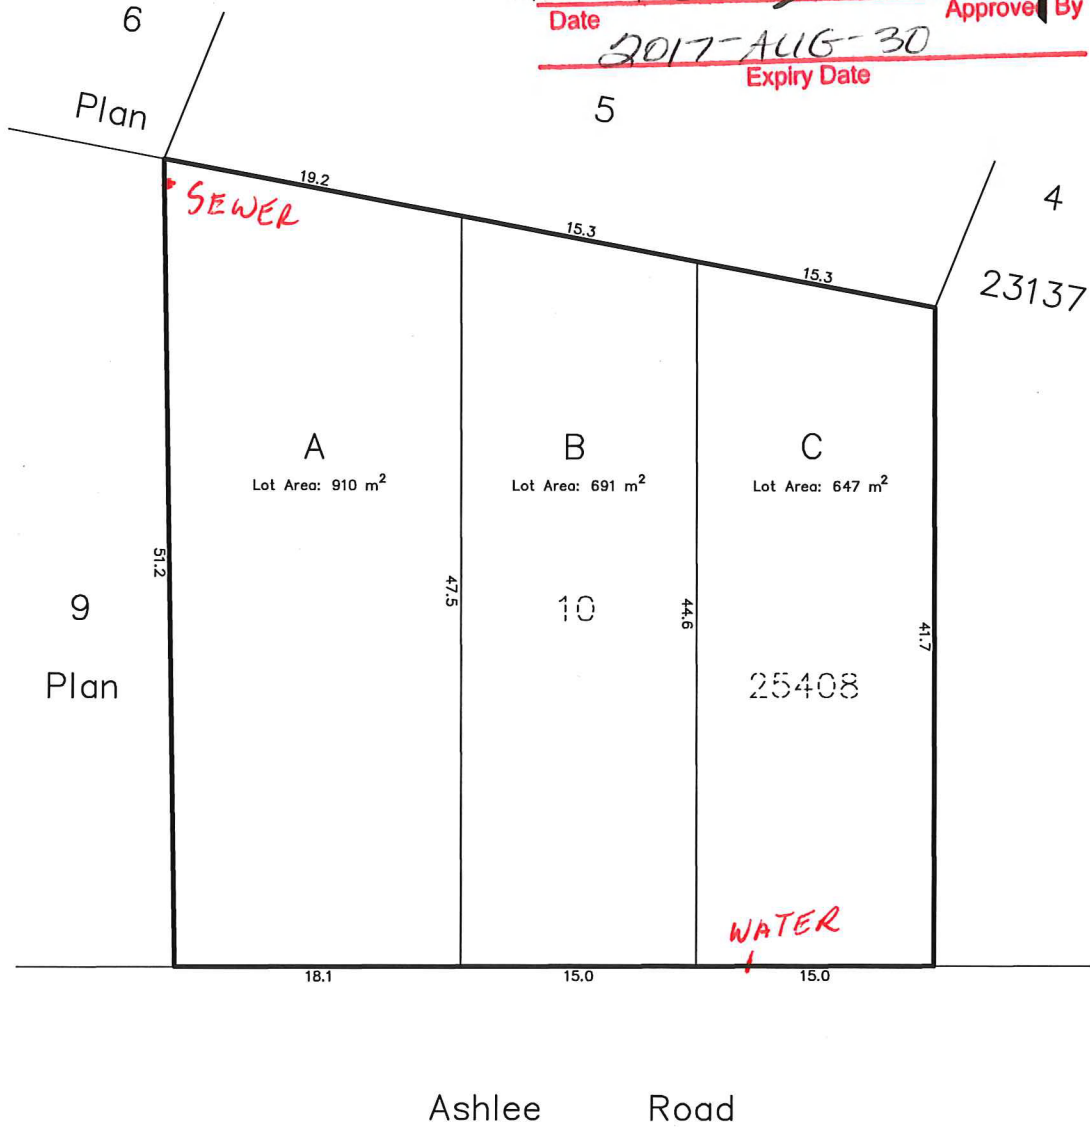 Date Approved By
2017-AUG-30
Expiry Date
6
Plan
5
4
23137
19.2
15.3
15.3
SEWER
A
Lot Area: 910 m²
B
Lot Area: 691 m²
C
Lot Area: 647 m²
51.2
47.5
44.6
41.7
9
Plan
10
25408
WATER
18.1
15.0
15.0
Ashlee Road